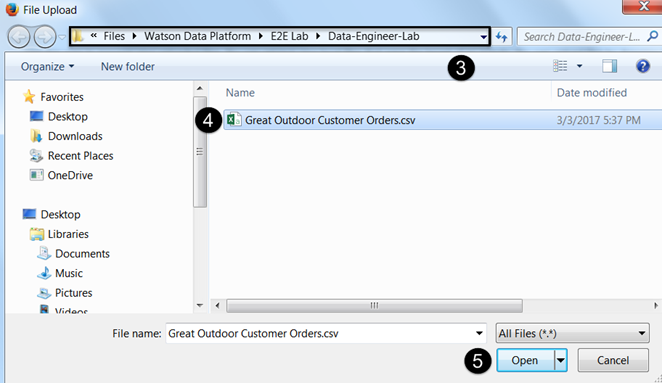 File Upload
« Files Watson Data Platform E2E Lab Data-Engineer-Lab Search Data-Engineer-L...
3
Organize New folder
Favorites
Desktop
Downloads
Recent Places
OneDrive
Desktop
Libraries
Documents
Music
Pictures
Videos
Name Date modified
4 Great Outdoor Customer Orders.csv 3/3/2017 5:37 PM
File name: Great Outdoor Customer Orders.csv All Files (*.*)
5 Open Cancel